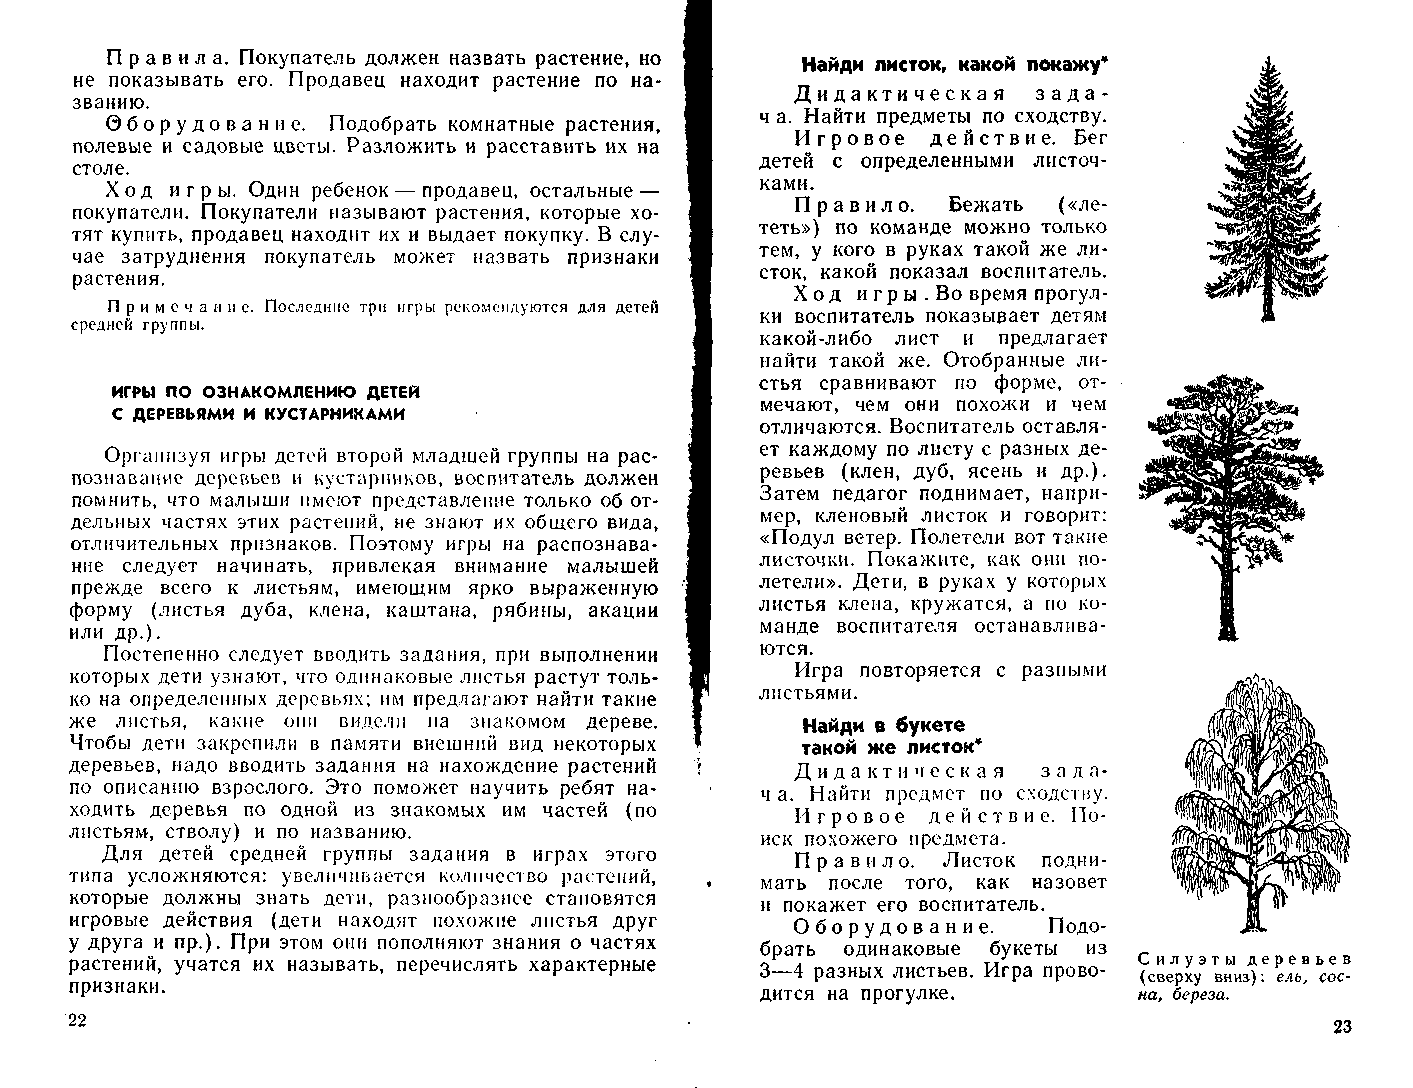 Правила. Покупатель должен назвать растение, но
не показывать его. Продавец находит растение по на-
званию.
Оборудование. Подобрать комнатные растения,
полевые и садовые цветы. Разложить и расставить их на
столе.
Ход игры. Один ребенок — продавец, остальные —
покупатели. Покупатели называют растения, которые хо-
тят купить, продавец находит их и выдает покупку. В слу-
чае затруднения покупатель может назвать признаки
растения.
Примечание. Последние три игры рекомендуются для детей
средней группы.
ИГРЫ ПО ОЗНАКОМЛЕНИЮ ДЕТЕЙ
С ДЕРЕВЬЯМИ И КУСТАРНИКАМИ
Организуя игры детей второй младшей группы на рас-
познавание деревьев и кустарников, воспитатель должен
помнить, что малыши имеют представление только об от-
дельных частях этих растений, не знают их общего вида,
отличительных признаков. Поэтому игры на распознава-
ние следует начинать, привлекая внимание малышей
прежде всего к листьям, имеющим ярко выраженную
форму (листья дуба, клена, каштана, рябины, акации
или др.).
Постепенно следует вводить задания, при выполнении
которых дети узнают, что одинаковые листья растут толь-
ко на определенных деревьях; им предлагают найти такие
же листья, какие они видели на знакомом дереве.
Чтобы дети закрепили в памяти внешний вид некоторых
деревьев, надо вводить задания на нахождение растений
по описанию взрослого. Это поможет научить ребят на-
ходить деревья по одной из знакомых им частей (по
листьям, стволу) и по названию.
Для детей средней группы задания в играх этого
типа усложняются: увеличивается количество растений,
которые должны знать дети, разнообразнее становятся
игровые действия (дети находят похожие листья друг
у друга и пр.). При этом они пополняют знания о частях
растений, учатся их называть, перечислять характерные
признаки.
22
Найди листок, какой покажу*
Дидактическая зада-
ча. Найти предметы по сходству.
Игровое действие. Бег
детей с определенными листоч-
ками.
Правило. Бежать («ле-
теть») по команде можно только
тем, у кого в руках такой же ли-
сток, какой показал воспитатель.
Ход игры. Во время прогул-
ки воспитатель показывает детям
какой-либо лист и предлагает
найти такой же. Отобранные ли-
стья сравнивают по форме, от-
мечают, чем они похожи и чем
отличаются. Воспитатель оставля-
ет каждому по листу с разных де-
ревьев (клен, дуб, ясень и др.).
Затем педагог поднимает, напри-
мер, кленовый листок и говорит:
«Подул ветер. Полетели вот такие
листочки. Покажите, как они по-
летели». Дети, в руках у которых
листья клена, кружатся, а по ко-
манде воспитателя останавлива-
ются.
Игра повторяется с разными
листьями.
Найди в букете
такой же листок*
Дидактическая зада-
ча. Найти предмет по сходству.
Игровое действие. По-
иск похожего предмета.
Правило. Листок подни-
мать после того, как назовет
и покажет его воспитатель.
Оборудование. Подо-
брать одинаковые букеты из
3—4 разных листьев. Игра прово-
дится на прогулке.
Силуэты деревьев
(сверху вниз): ель, сос-
на, береза.
23